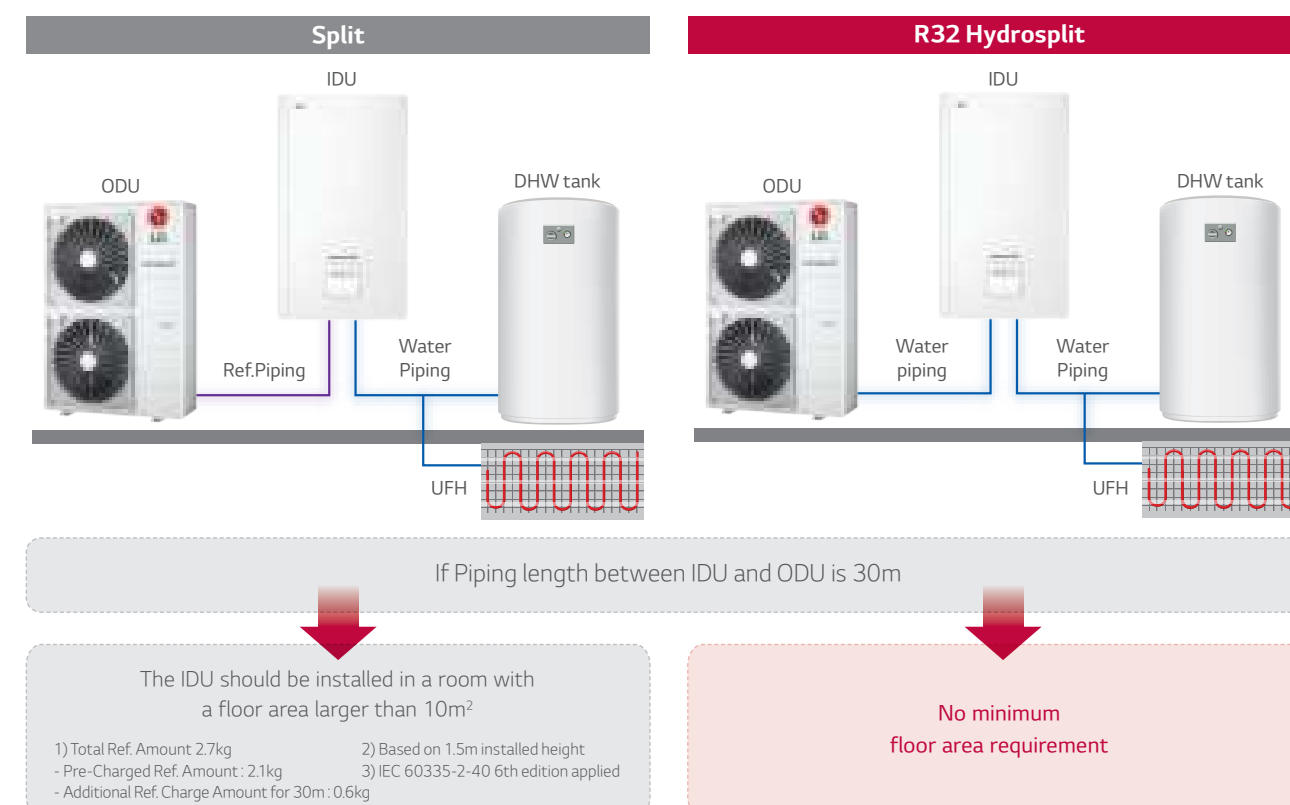 Split
IDU
ODU
DHW tank
Ref.Piping
Water
Piping
UFH
R32 Hydrosplit
IDU
ODU
DHW tank
Water
piping
Water
Piping
UFH
If Piping length between IDU and ODU is 30m
The IDU should be installed in a room with
a floor area larger than 10m²
1) Total Ref. Amount 2.7kg
- Pre-Charged Ref. Amount : 2.1kg
- Additional Ref. Charge Amount for 30m : 0.6kg
2) Based on 1.5m installed height
3) IEC 60335-2-40 6th edition applied
No minimum
floor area requirement